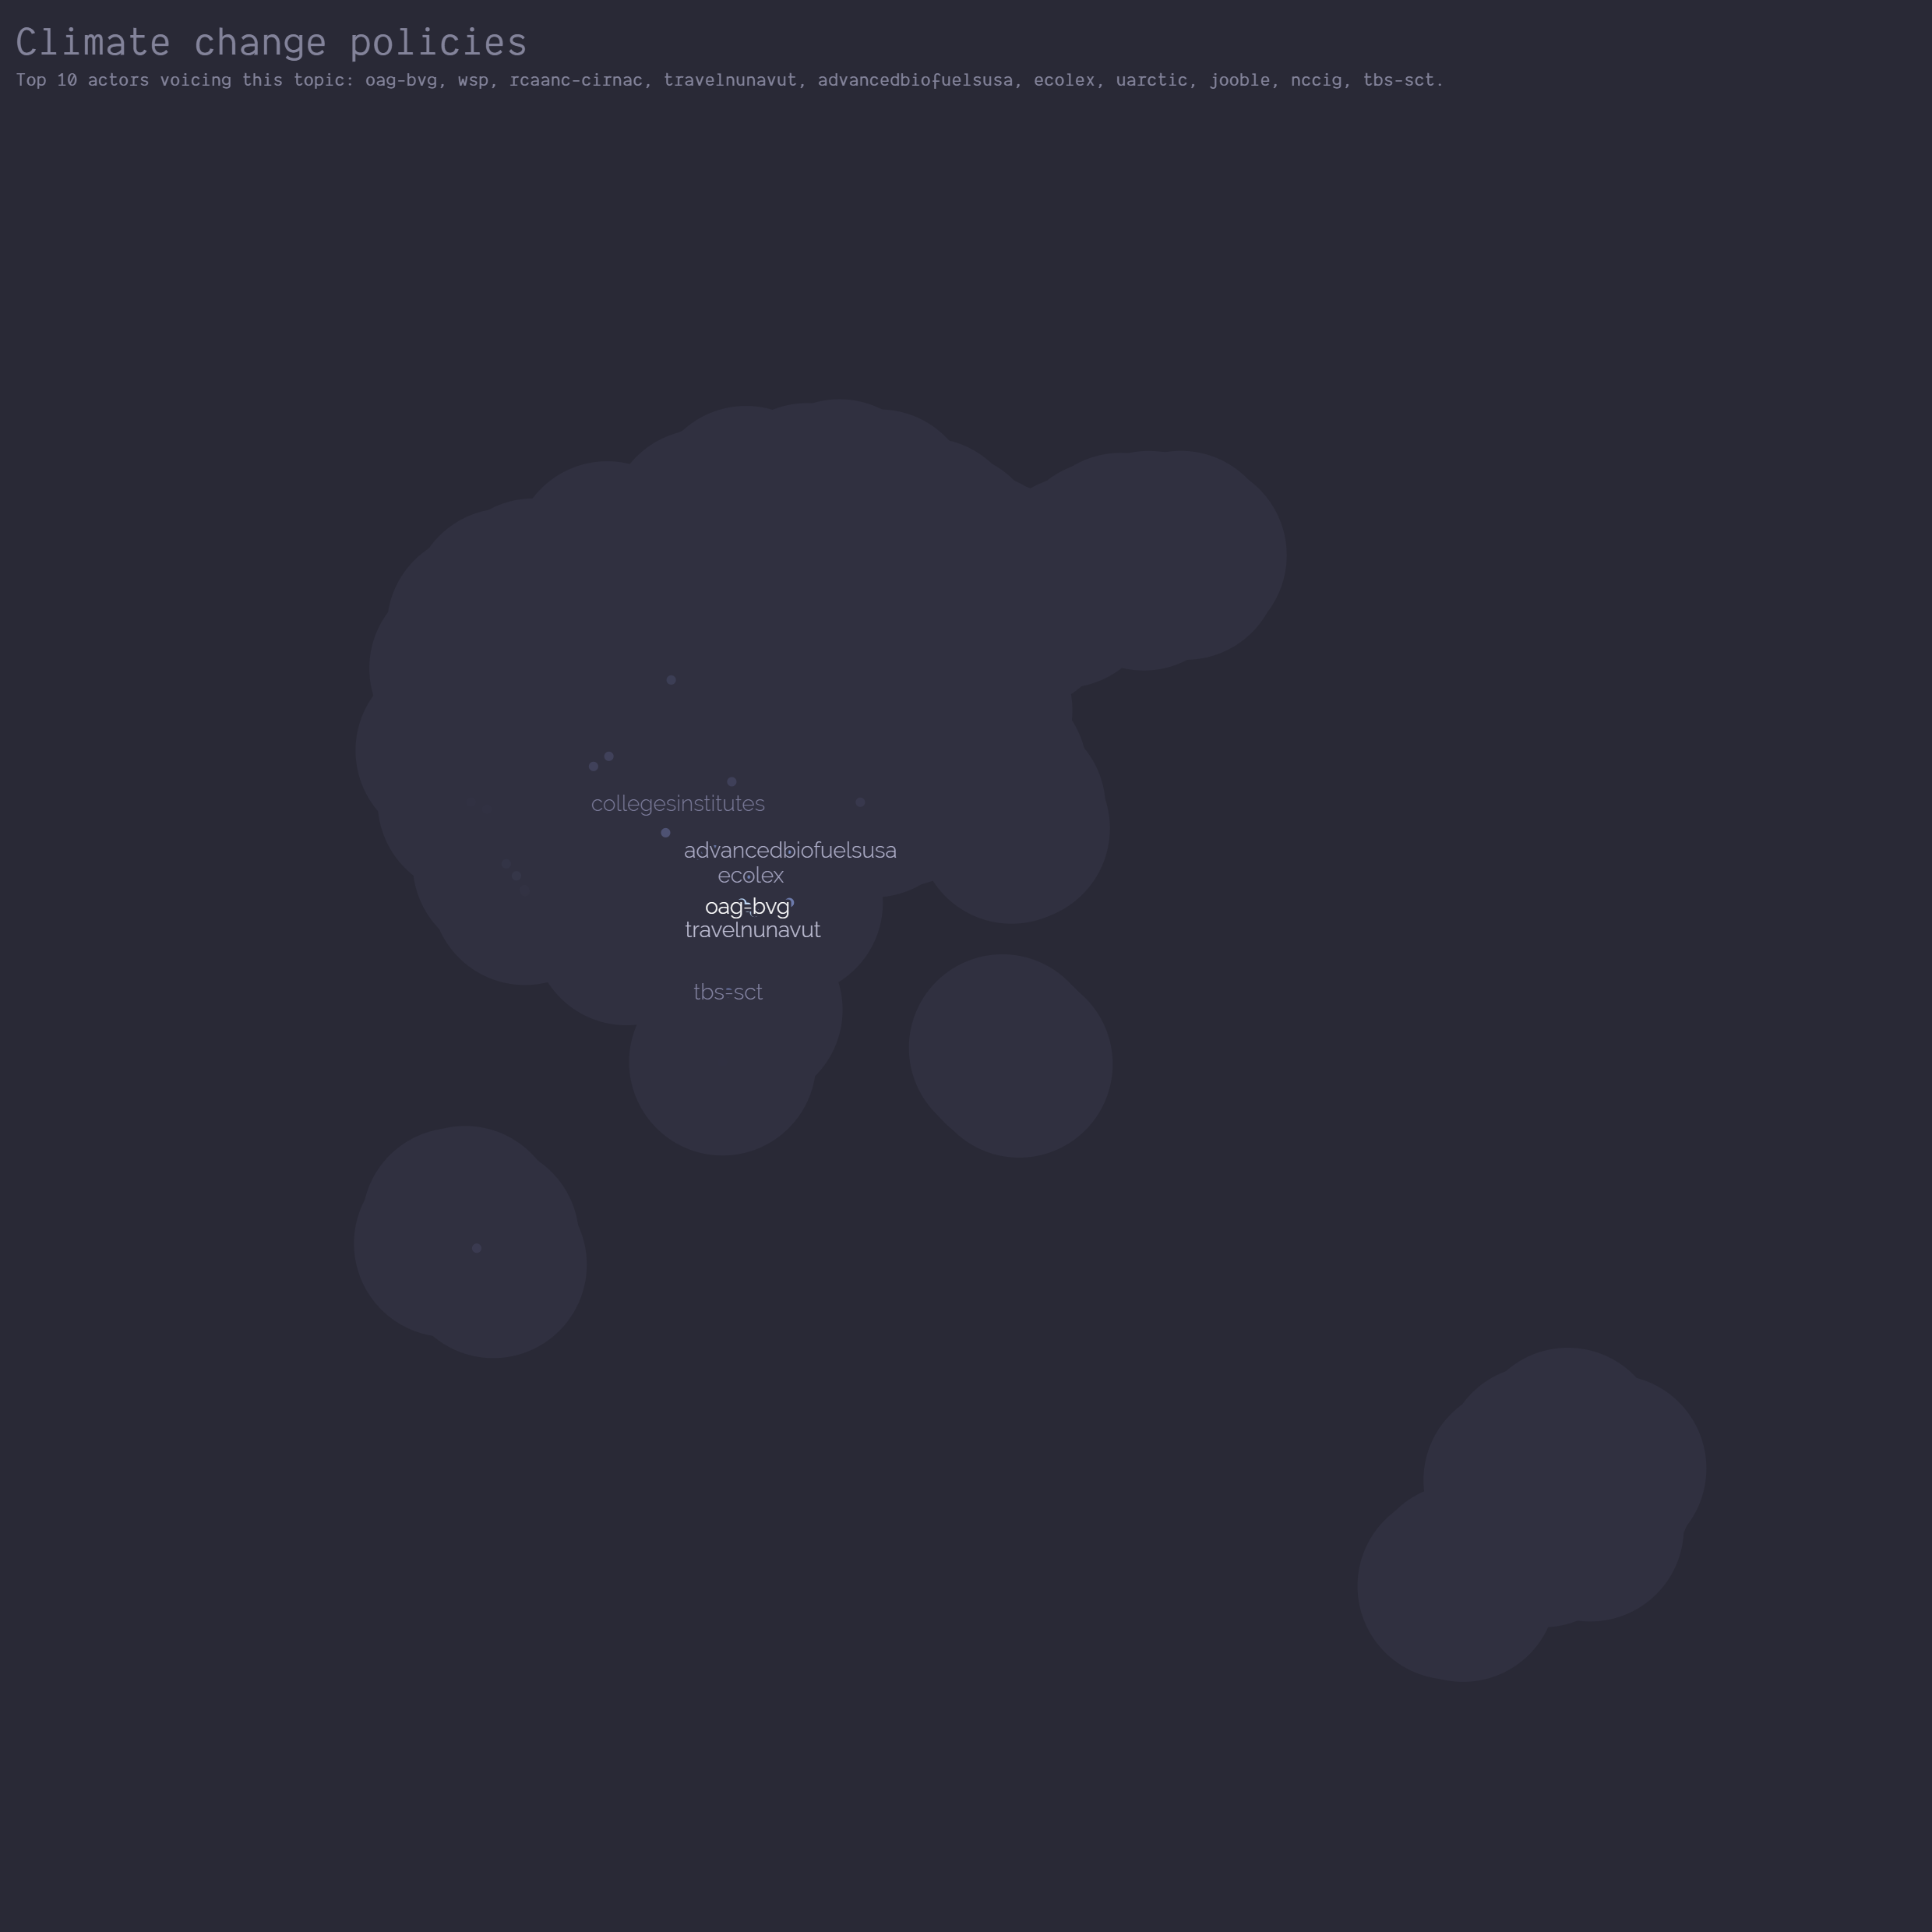 Climate change policies
Top 10 actors voicing this topic: oag-bvg, wsp, rcaanc-cirnac, travelnunavut, advancedbiofuelsusa, ecolex, uarctic, jooble, nccig, tbs-sct.
collegesinstitutes
advancedbiofuelsusa
ecolex
oag-bvg
travelnunavut
tbs-sct